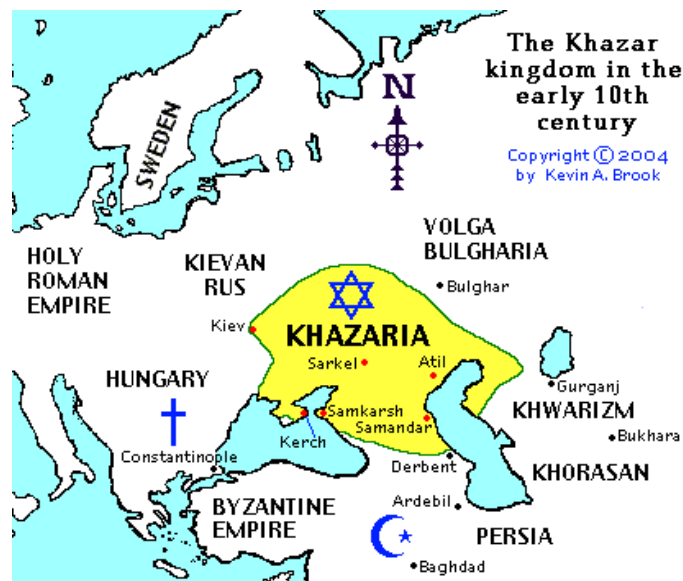 The Khazar
kingdom in the
early 10th
century
Copyright © 2004
by Kevin A. Brook
N
SWEDEN
HOLY
ROMAN
EMPIRE
KIEVAN
RUS
VOLGA
BULGHARIA
Bulghar
Kiev
KHAZARIA
Sarkel
Atil
HUNGARY
Gurganj
Samkarsh
KHWARIZM
Samandar
Kerch
Bukhara
Constantinople
Derbent
KHORASAN
BYZANTINE
EMPIRE
Ardebil
PERSIA
Baghdad